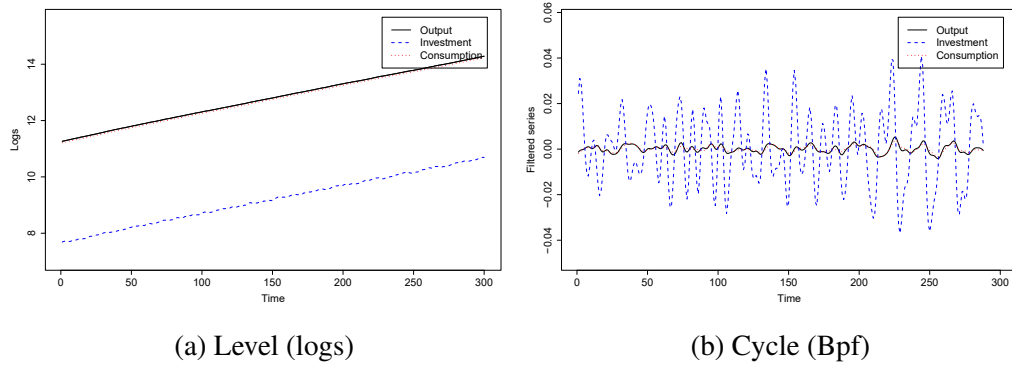 Output
Investment
Consumption
Logs
8 10 12 14
0 50 100 150 200 250 300
Time
(a) Level (logs)
Output
Investment
Consumption
Filtered series
−0.04 −0.02 0.00 0.02 0.04 0.06
0 50 100 150 200 250 300
Time
(b) Cycle (Bpf)